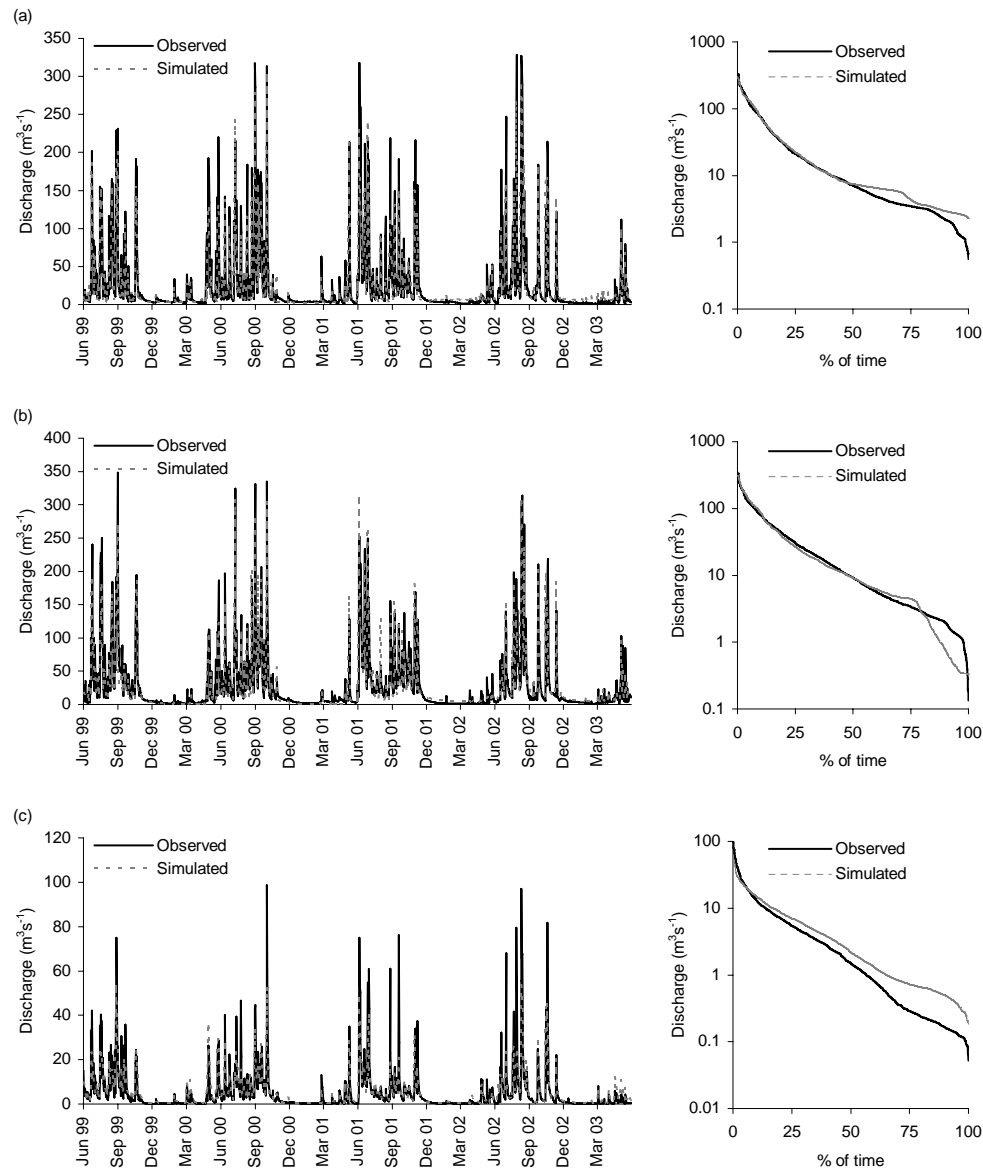 (a)
350
300
250
200
150
100
50
0
Discharge (m³s⁻¹)
Observed
Simulated
Jun 99
Sep 99
Dec 99
Mar 00
Jun 00
Sep 00
Dec 00
Mar 01
Jun 01
Sep 01
Dec 01
Mar 02
Jun 02
Sep 02
Dec 02
Mar 03
1000
100
10
1
0.1
Discharge (m³s⁻¹)
Observed
Simulated
0 25 50 75 100
% of time
(b)
400
350
300
250
200
150
100
50
0
Discharge (m³s⁻¹)
Observed
Simulated
Jun 99
Sep 99
Dec 99
Mar 00
Jun 00
Sep 00
Dec 00
Mar 01
Jun 01
Sep 01
Dec 01
Mar 02
Jun 02
Sep 02
Dec 02
Mar 03
1000
100
10
1
0.1
Discharge (m³s⁻¹)
Observed
Simulated
0 25 50 75 100
% of time
(c)
120
100
80
60
40
20
0
Discharge (m³s⁻¹)
Observed
Simulated
Jun 99
Sep 99
Dec 99
Mar 00
Jun 00
Sep 00
Dec 00
Mar 01
Jun 01
Sep 01
Dec 01
Mar 02
Jun 02
Sep 02
Dec 02
Mar 03
100
10
1
0.1
0.01
Discharge (m³s⁻¹)
Observed
Simulated
0 25 50 75 100
% of time